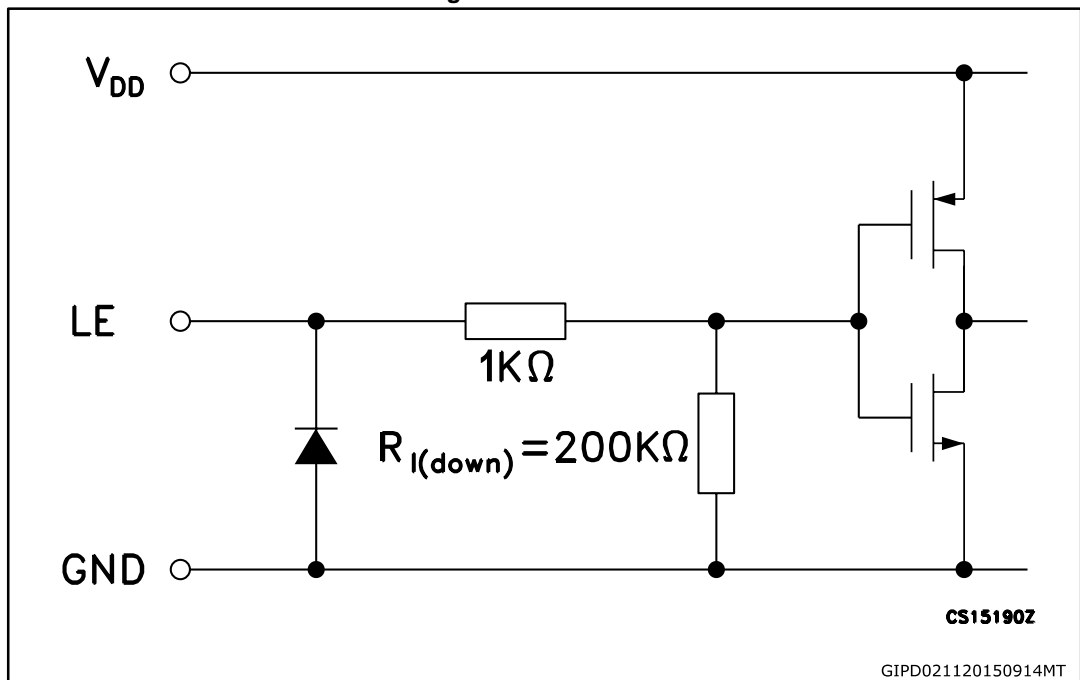 V_DD
LE
1KΩ
R_I(down)=200KΩ
GND
CS15190Z
GIPD021120150914MT